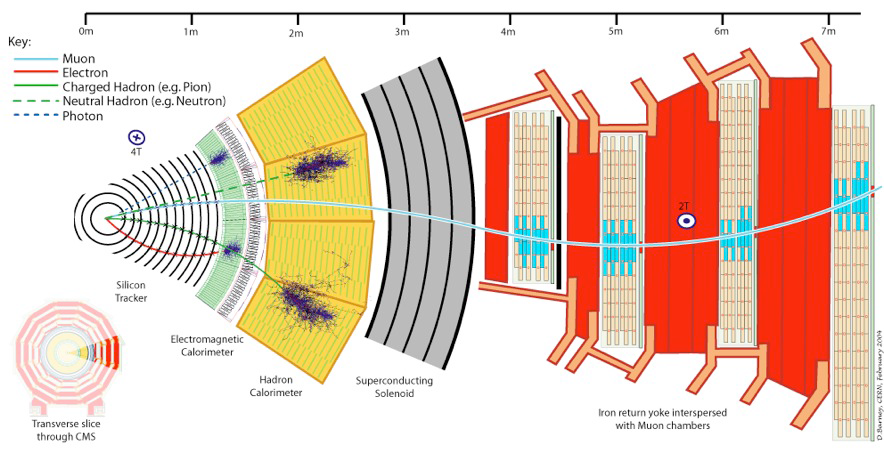 0m
1m
2m
3m
4m
5m
6m
7m
Key:
Muon
Electron
Charged Hadron (e.g. Pion)
Neutral Hadron (e.g. Neutron)
Photon
4T
2T
Silicon
Tracker
Electromagnetic
Calorimeter
Hadron
Calorimeter
Superconducting
Solenoid
Iron return yoke interspersed
with Muon chambers
Transverse slice
through CMS
D. Barney, CERN, February 2004